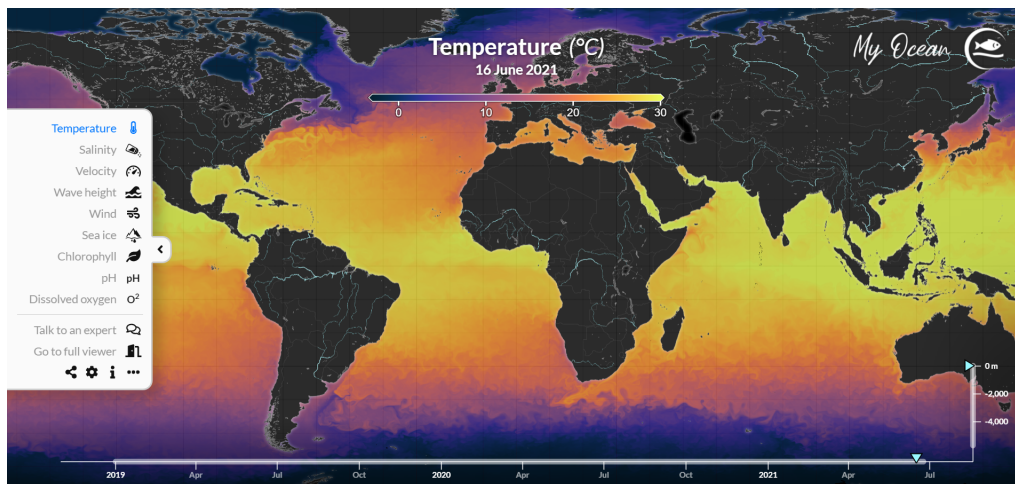 Temperature (°C)
16 June 2021
My Ocean
0 10 20 30
Temperature
Salinity
Velocity
Wave height
Wind
Sea ice
Chlorophyll
pH pH
Dissolved oxygen O²
Talk to an expert
Go to full viewer
0 m
-2,000
-4,000
2019 Apr Jul Oct 2020 Apr Jul Oct 2021 Apr Jul